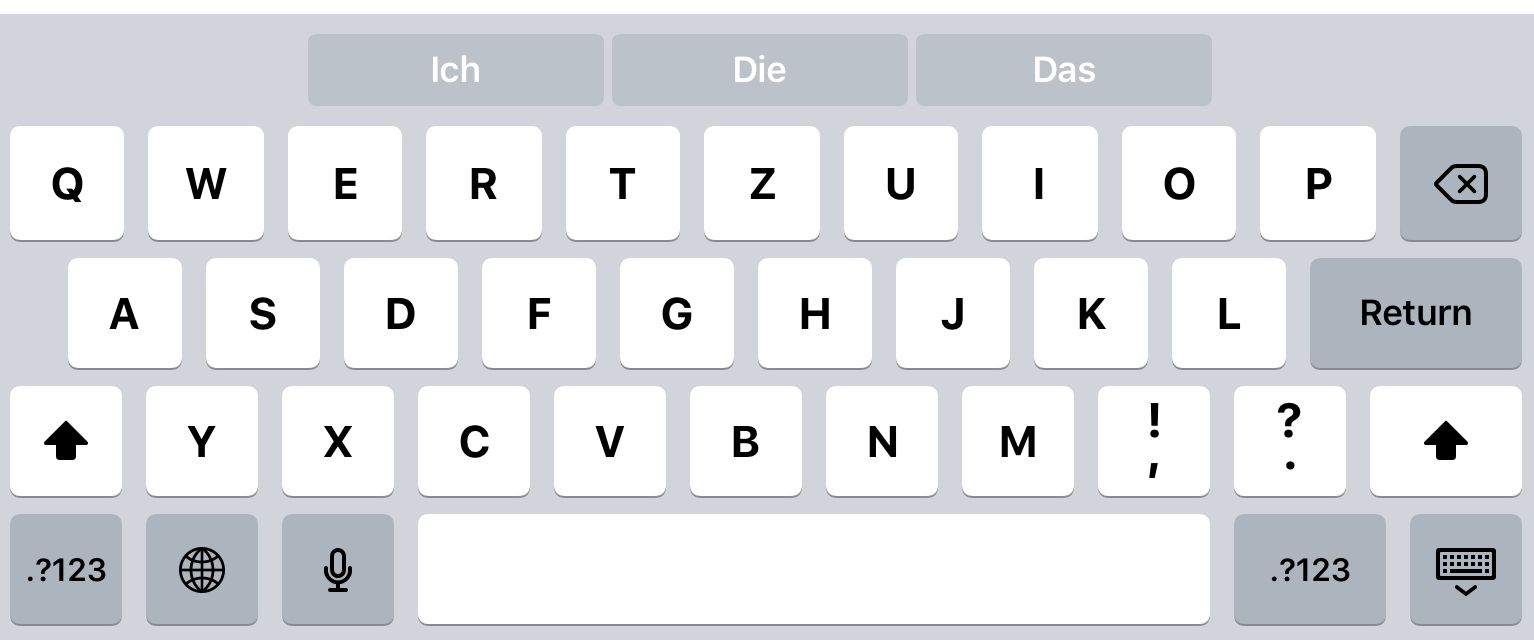 Ich Die Das
Q W E R T Z U I O P
A S D F G H J K L Return
Y X C V B N M ! , ? .
.?123 .?123